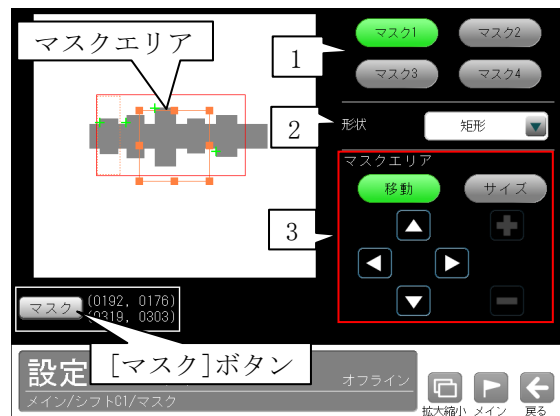 マスクエリア
1
マスク1
マスク2
マスク3
マスク4
2
形状
矩形
マスクエリア
移動
サイズ
3
マスク
(0192, 0176)
(0319, 0303)
[マスク]ボタン
設定
オフライン
メイン/シフトC1/マスク
拡大縮小
メイン
戻る